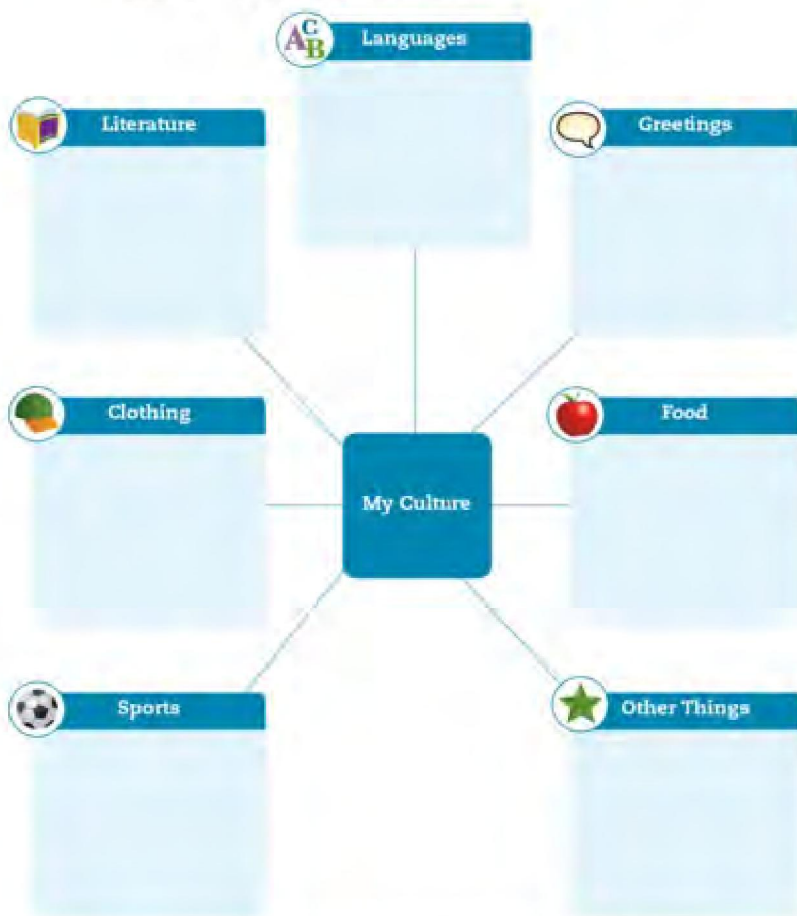 A C B
Languages
Literature
Greetings
Clothing
Food
My Culture
Sports
Other Things